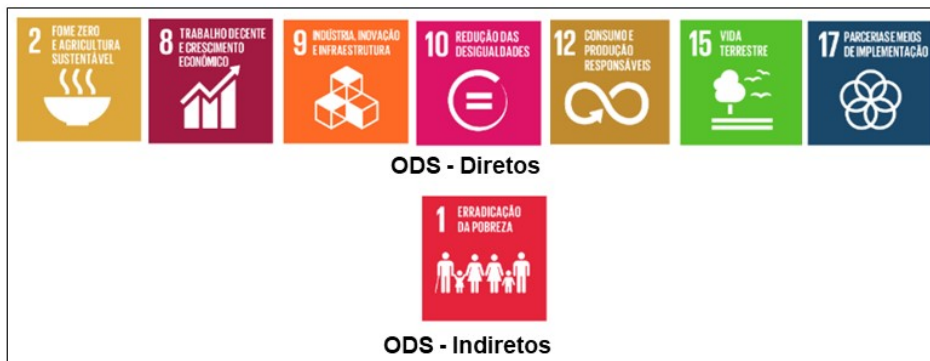 2 FOME ZERO
E AGRICULTURA
SUSTENTÁVEL
8 TRABALHO DECENTE
E CRESCIMENTO
ECONÔMICO
9 INDÚSTRIA, INOVAÇÃO
E INFRAESTRUTURA
10 REDUÇÃO DAS
DESIGUALDADES
12 CONSUMO E
PRODUÇÃO
RESPONSÁVEIS
15 VIDA
TERRESTRE
17 PARCERIAS E MEIOS
DE IMPLEMENTAÇÃO
ODS - Diretos
1 ERRADICAÇÃO
DA POBREZA
ODS - Indiretos